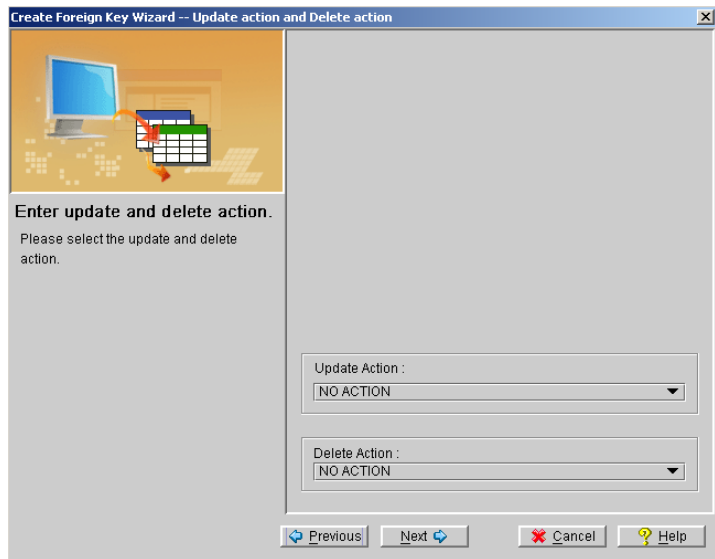 Create Foreign Key Wizard -- Update action and Delete action
Enter update and delete action.
Please select the update and delete
action.
Update Action :
NO ACTION
Delete Action :
NO ACTION
Previous
Next
Cancel
Help